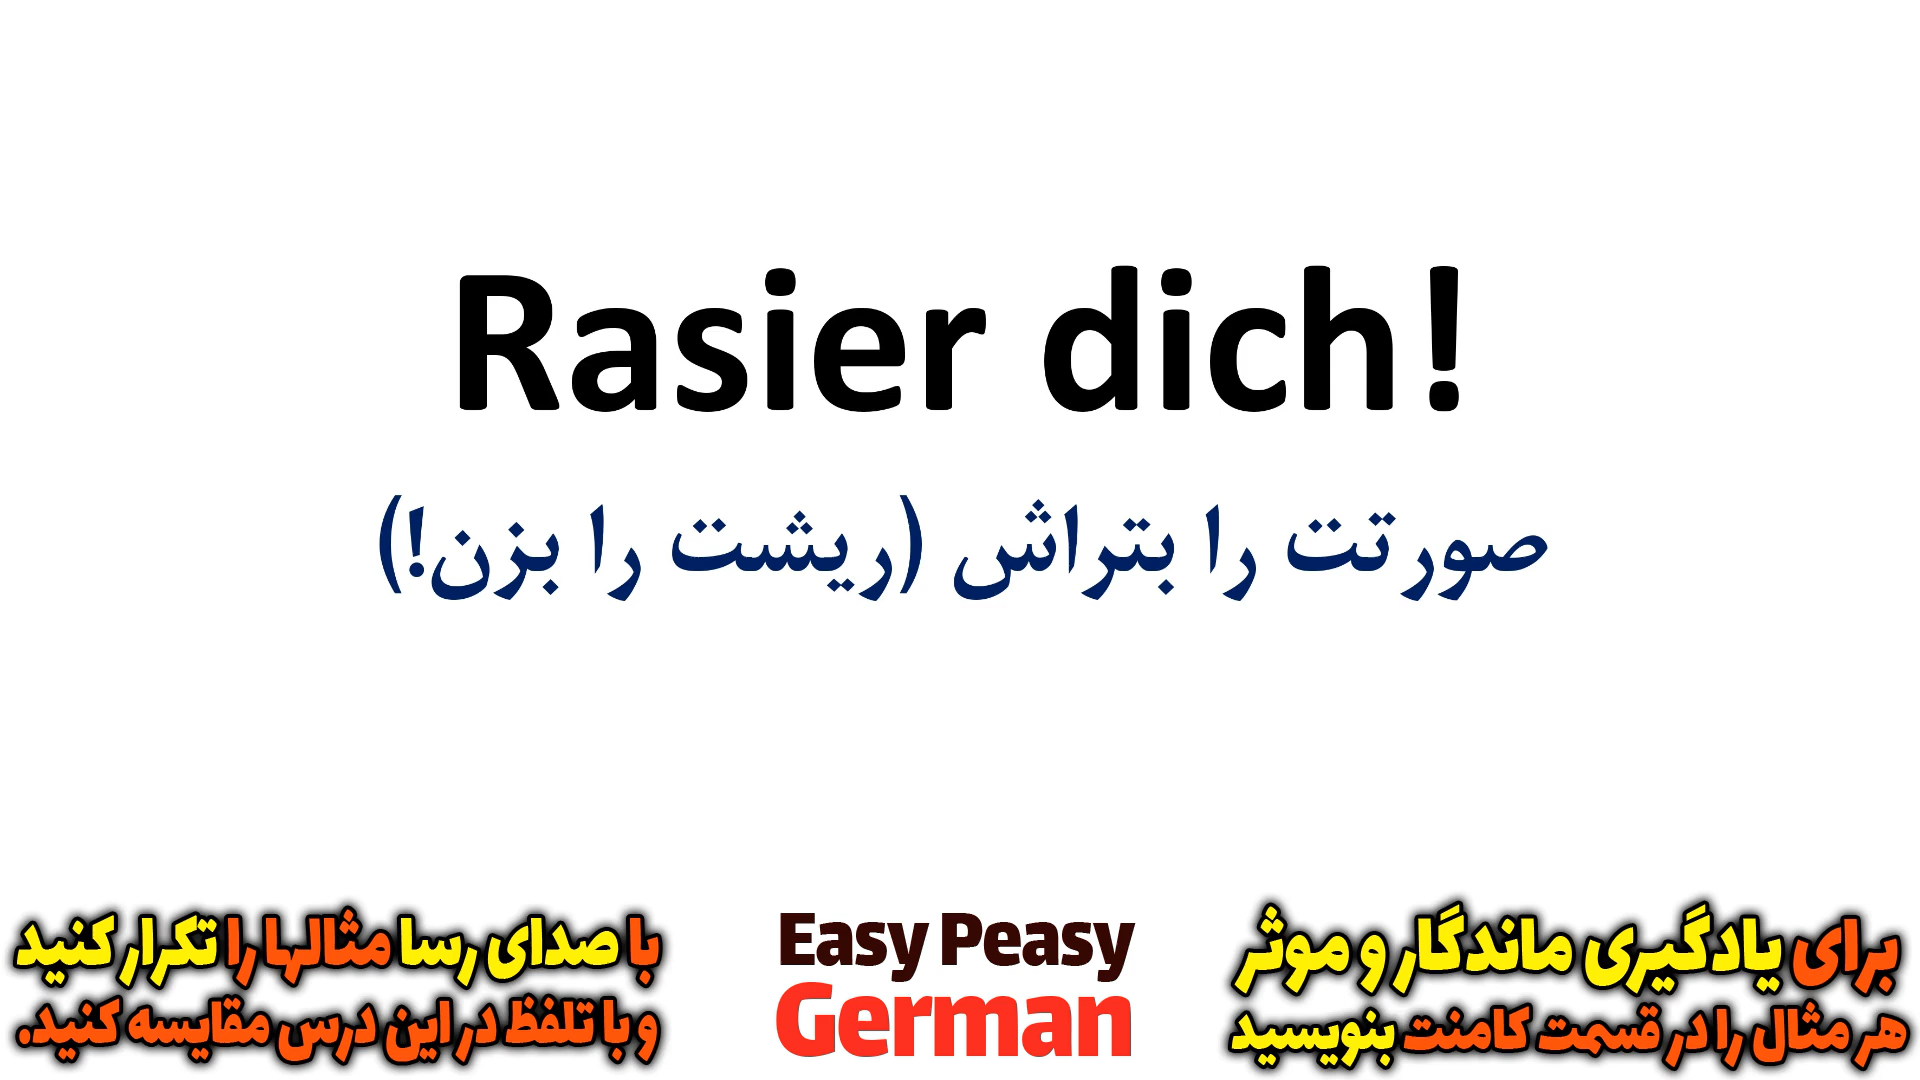 Rasier dich!
صورتت را بتراش (ریشت را بزن!)
برای یادگیری ماندگار و موثر
هر مثال را در قسمت کامنت بنویسید
Easy Peasy
German
با صدای رسا مثالها را تکرار کنید
و با تلفظ در این درس مقایسه کنید.